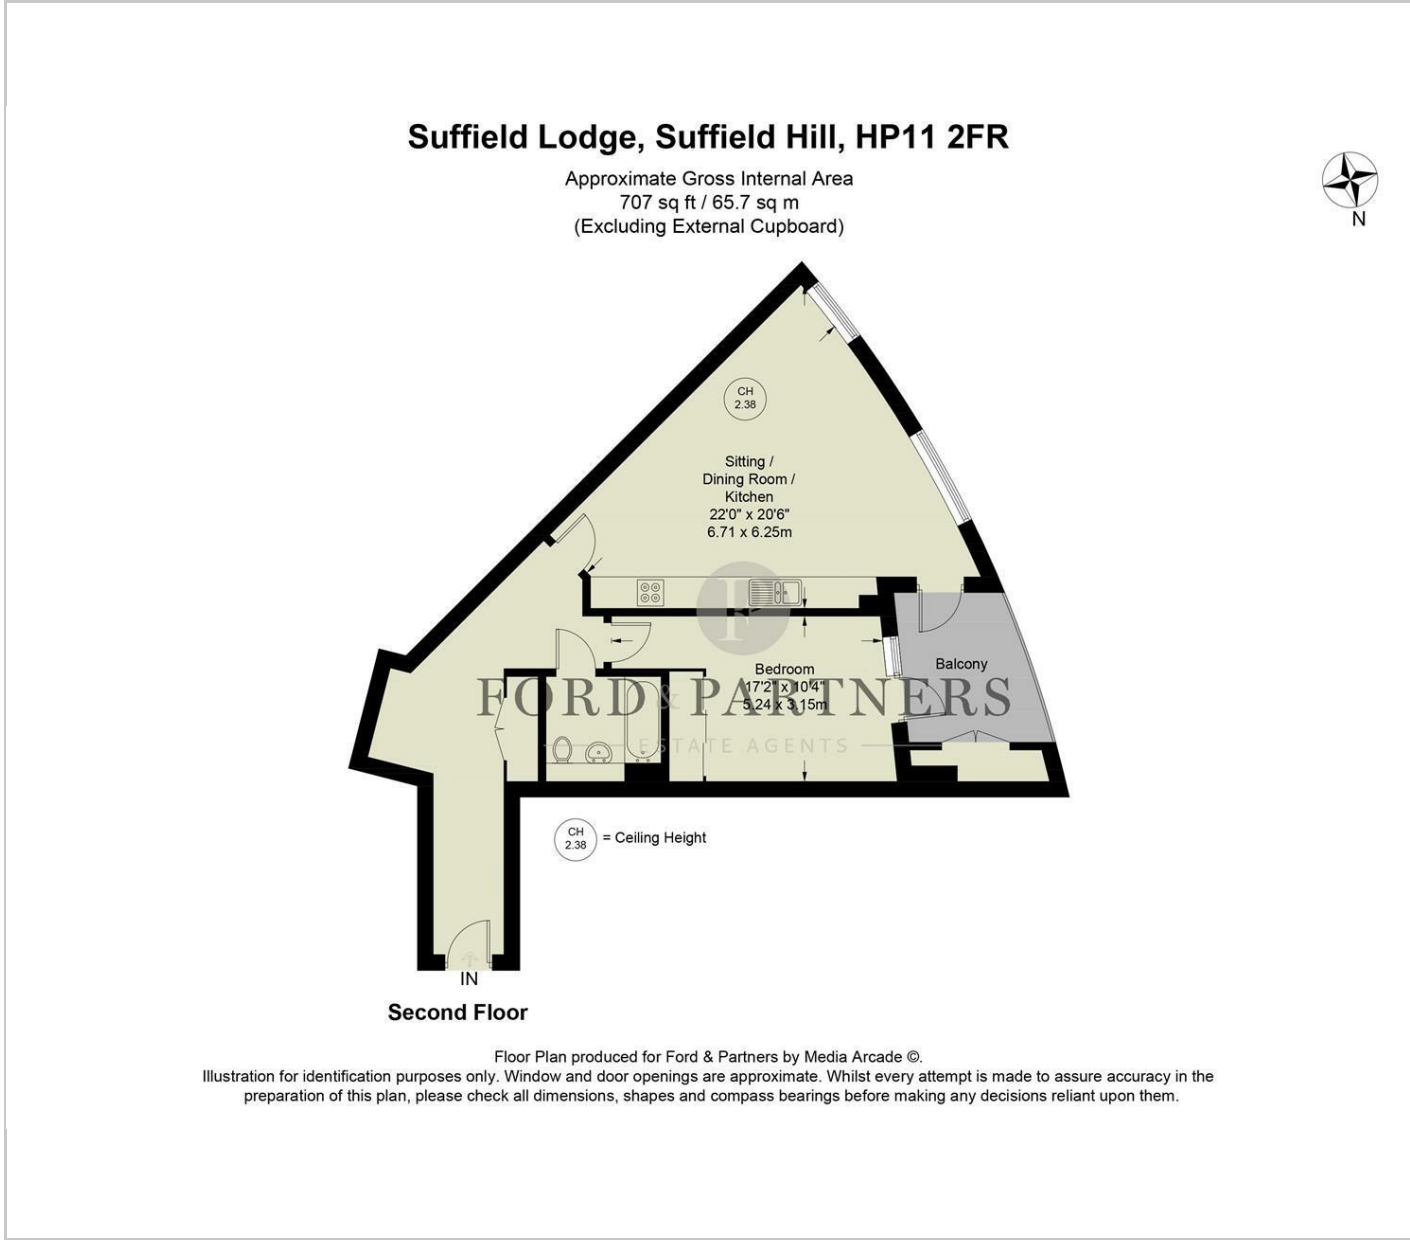 Suffield Lodge, Suffield Hill, HP11 2FR
Approximate Gross Internal Area
707 sq ft / 65.7 sq m
(Excluding External Cupboard)
N
CH
2.38
Sitting /
Dining Room /
Kitchen
22'0" x 20'6"
6.71 x 6.25m
F
Bedroom
17'2" x 10'4"
5.24 x 3.15m
Balcony
FORD & PARTNERS
ESTATE AGENTS
CH
2.38
= Ceiling Height
IN
Second Floor
Floor Plan produced for Ford & Partners by Media Arcade ©.
Illustration for identification purposes only. Window and door openings are approximate. Whilst every attempt is made to assure accuracy in the
preparation of this plan, please check all dimensions, shapes and compass bearings before making any decisions reliant upon them.